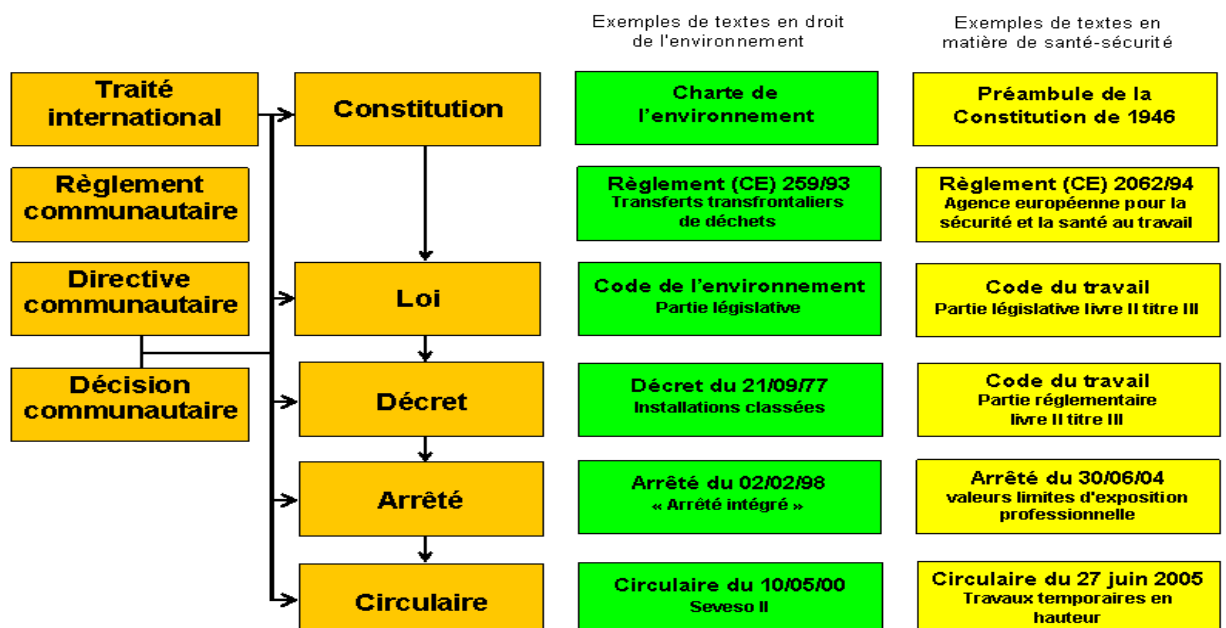 Exemples de textes en droit
de l'environnement
Exemples de textes en
matière de santé-sécurité
Traité
international
Constitution
Charte de
l'environnement
Préambule de la
Constitution de 1946
Règlement
communautaire
Règlement (CE) 259/93
Transferts transfrontaliers
de déchets
Règlement (CE) 2062/94
Agence européenne pour la
sécurité et la santé au travail
Directive
communautaire
Loi
Code de l'environnement
Partie législative
Code du travail
Partie législative livre II titre III
Décision
communautaire
Décret
Décret du 21/09/77
Installations classées
Code du travail
Partie réglementaire
livre II titre III
Arrêté
Arrêté du 02/02/98
« Arrêté intégré »
Arrêté du 30/06/04
valeurs limites d'exposition
professionnelle
Circulaire
Circulaire du 10/05/00
Seveso II
Circulaire du 27 juin 2005
Travaux temporaires en
hauteur